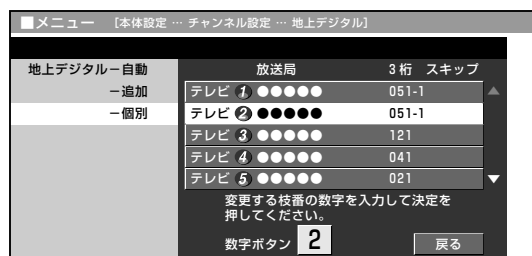 ■メニュー [本体設定 … チャンネル設定 … 地上デジタル]
地上デジタル－自動
－追加
－個別
放送局 3桁 スキップ
テレビ 1 ●●●●● 051-1
テレビ 2 ●●●●● 051-1
テレビ 3 ●●●●● 121
テレビ 4 ●●●●● 041
テレビ 5 ●●●●● 021
変更する枝番の数字を入力して決定を
押してください。
数字ボタン 2
戻る